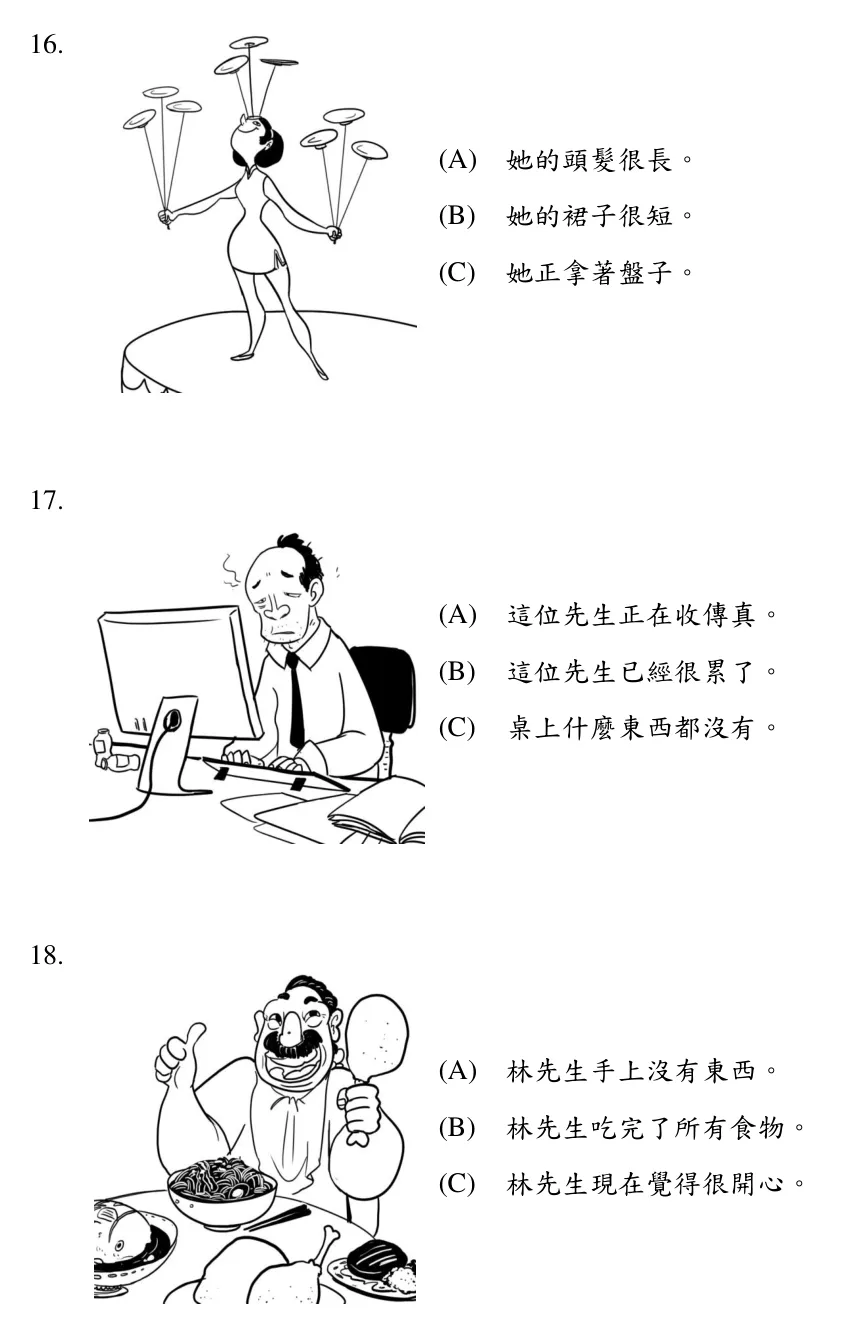 16.
(A) 她的頭髮很長。
(B) 她的裙子很短。
(C) 她正拿著盤子。
17.
(A) 這位先生正在收傳真。
(B) 這位先生已經很累了。
(C) 桌上什麼東西都沒有。
18.
(A) 林先生手上沒有東西。
(B) 林先生吃完了所有食物。
(C) 林先生現在覺得很開心。